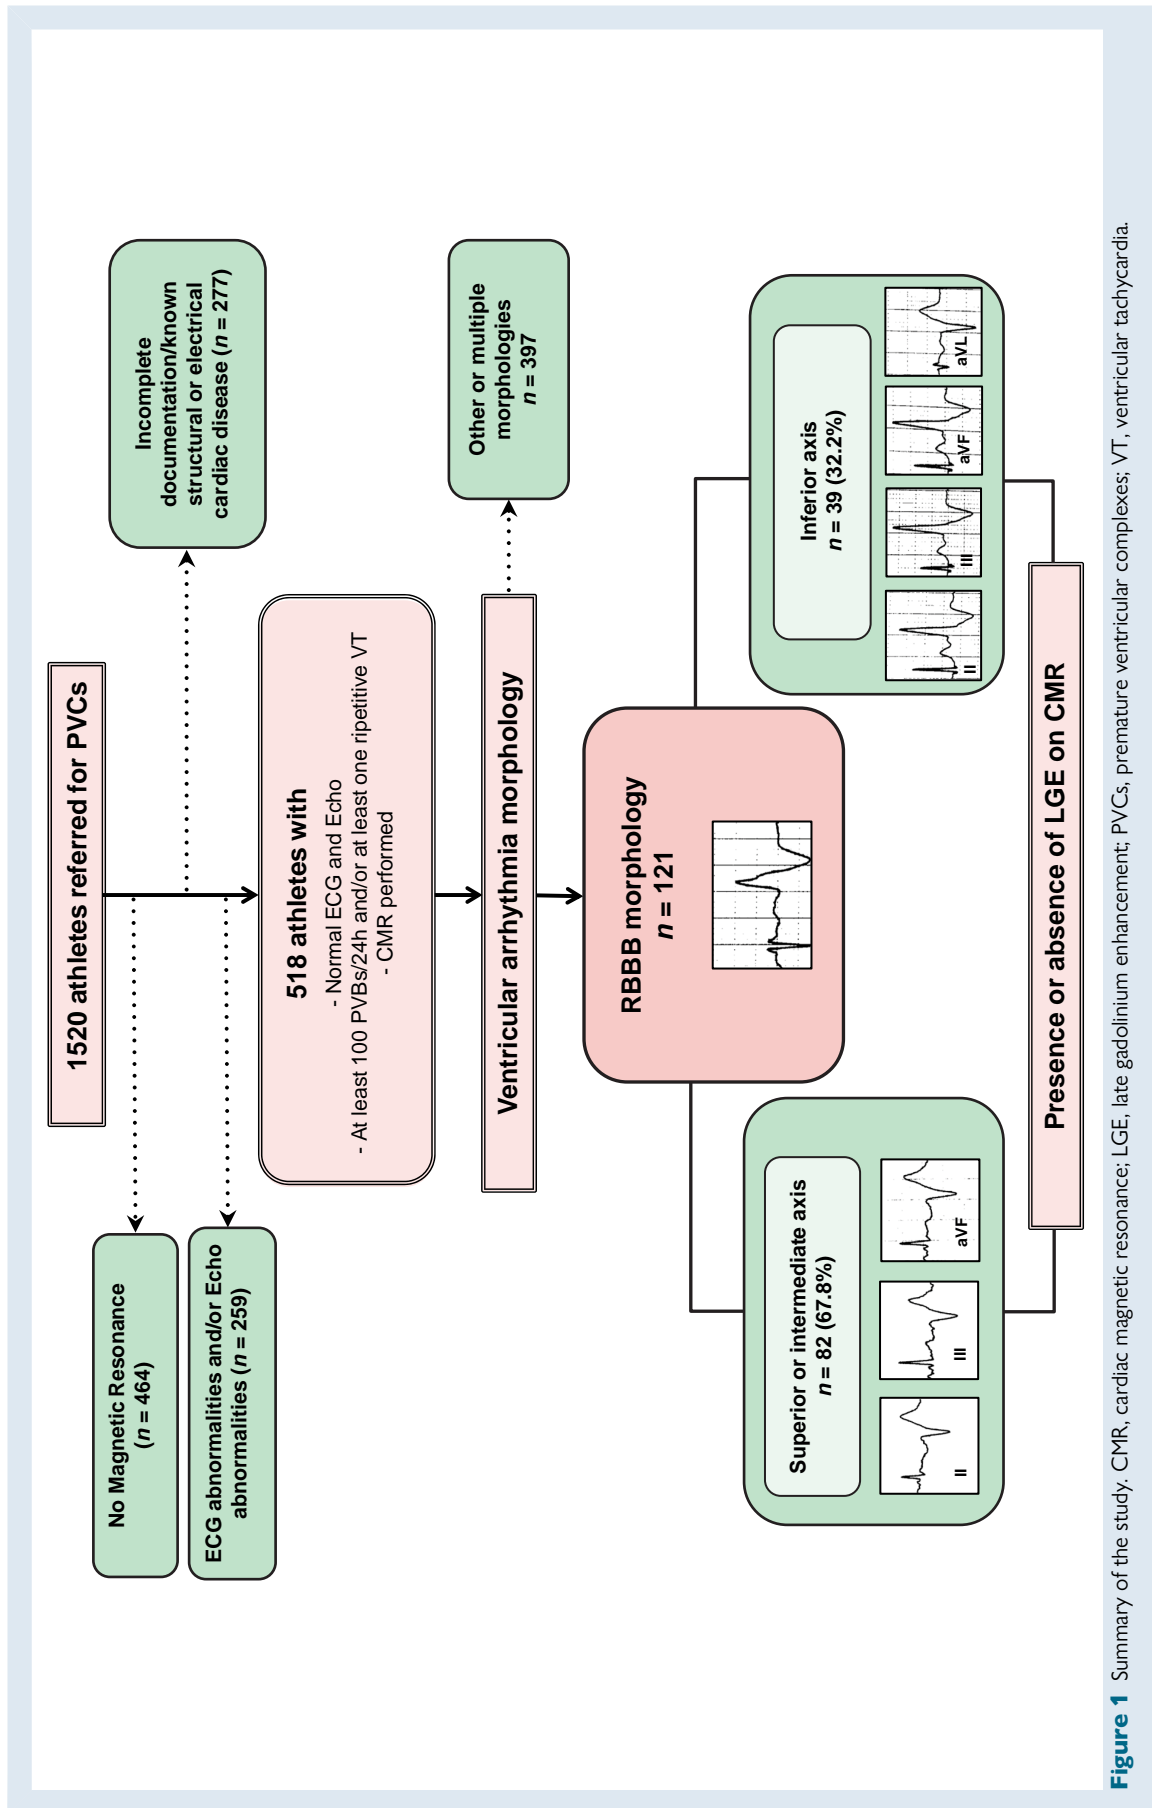 1520 athletes referred for PVCs
No Magnetic Resonance
(n = 464)
Incomplete
documentation/known
structural or electrical
cardiac disease (n = 277)
ECG abnormalities and/or Echo
abnormalities (n = 259)
518 athletes with
- Normal ECG and Echo
- At least 100 PVBs/24h and/or at least one ripetitive VT
- CMR performed
Ventricular arrhythmia morphology
Other or multiple
morphologies
n = 397
RBBB morphology
n = 121
Superior or intermediate axis
n = 82 (67.8%)
II
III
aVF
Inferior axis
n = 39 (32.2%)
II
III
aVF
aVL
Presence or absence of LGE on CMR
Figure 1 Summary of the study. CMR, cardiac magnetic resonance; LGE, late gadolinium enhancement; PVCs, premature ventricular complexes; VT, ventricular tachycardia.